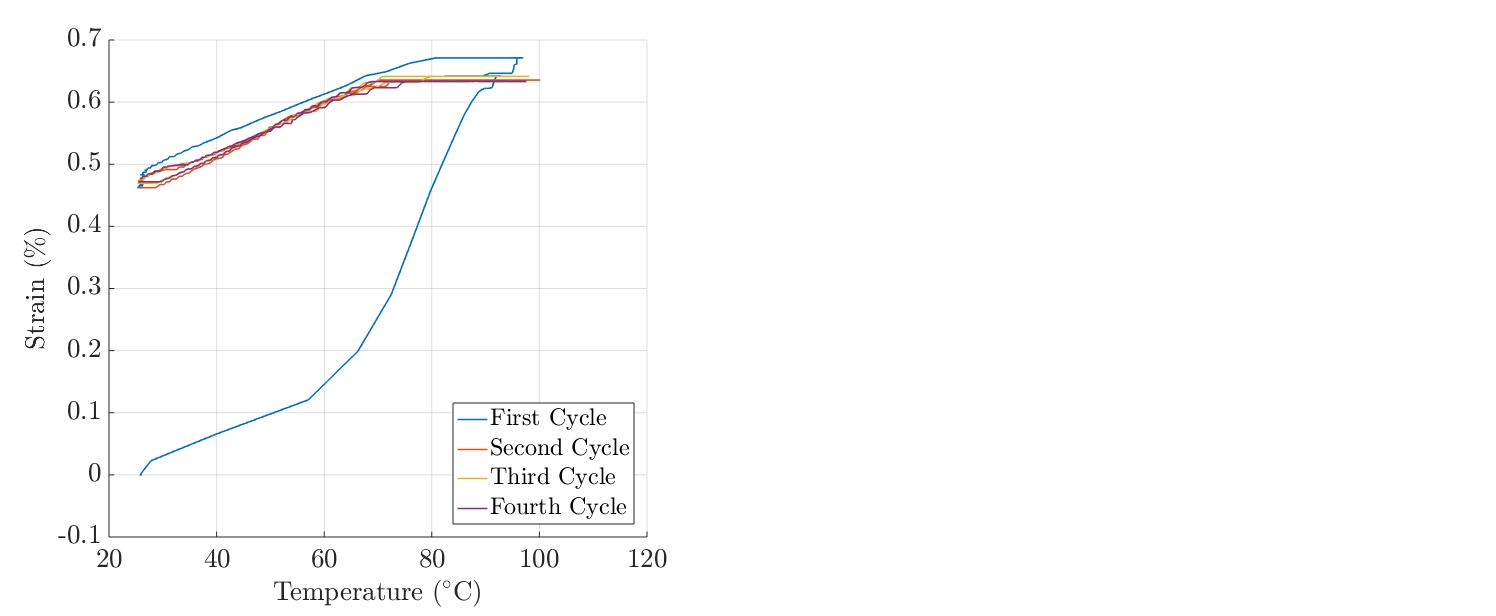 0.7
0.6
0.5
0.4
0.3
0.2
0.1
0
-0.1
Strain (%)
20 40 60 80 100 120
Temperature (°C)
First Cycle
Second Cycle
Third Cycle
Fourth Cycle